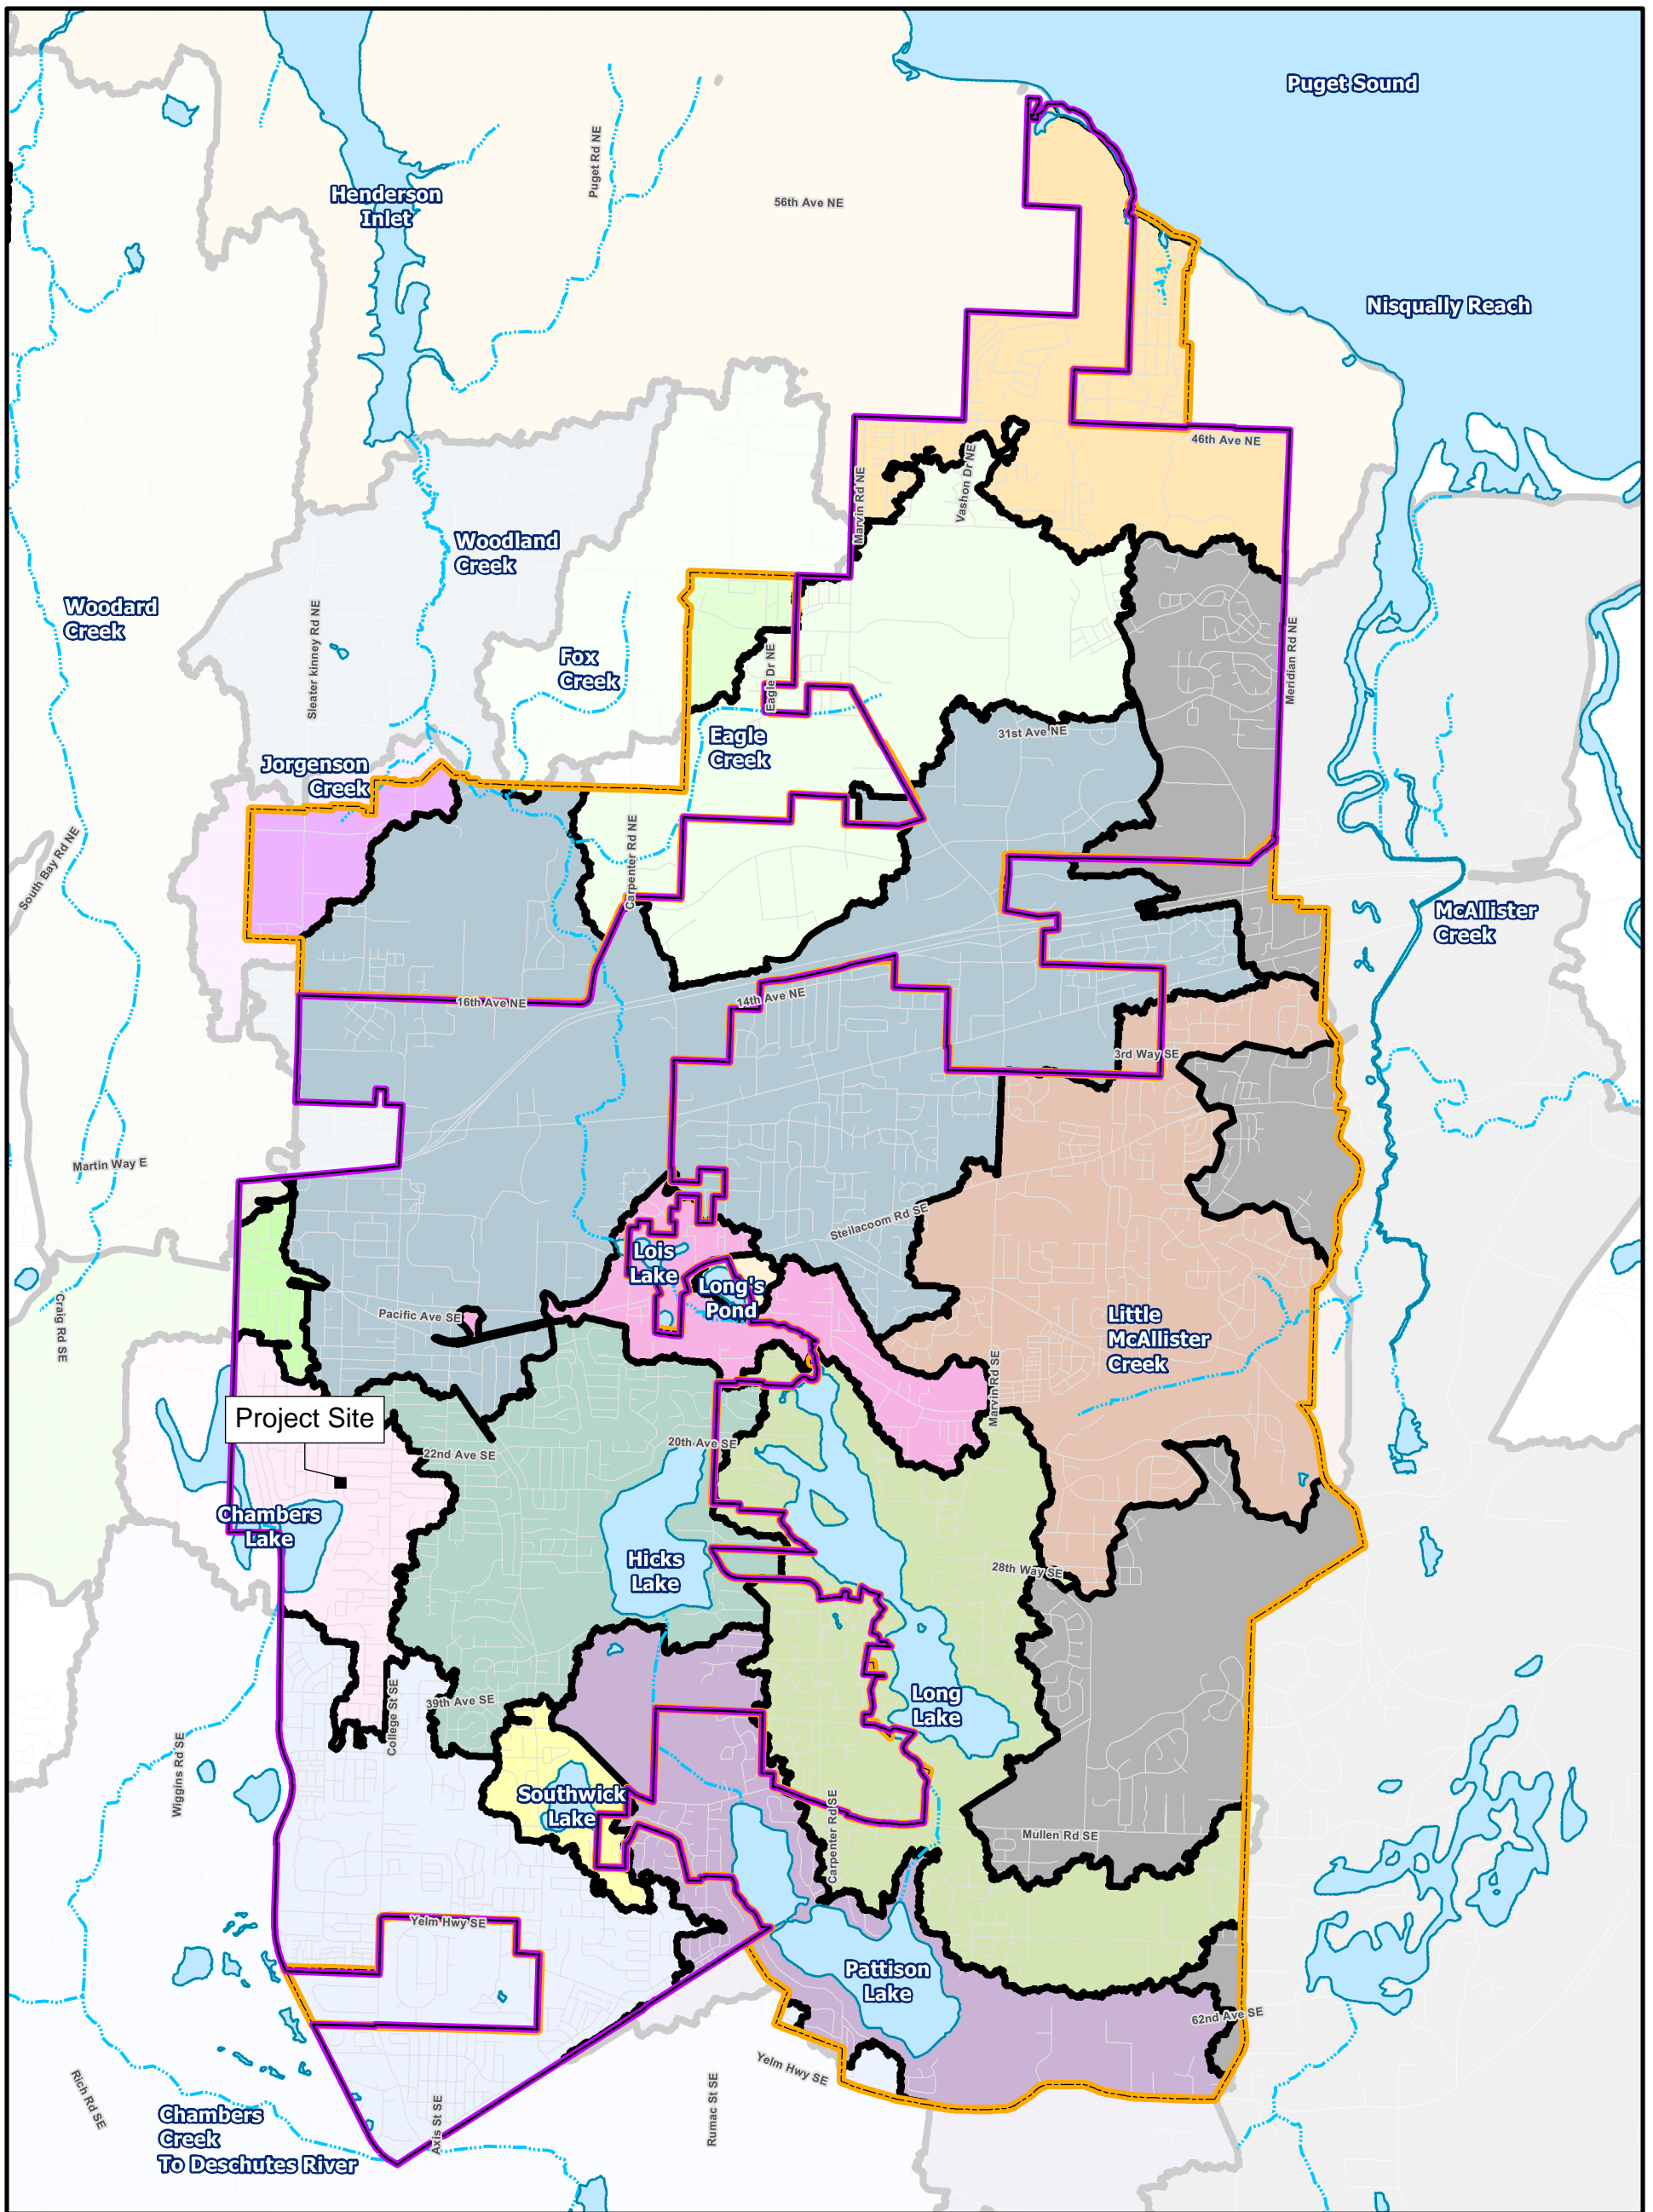 Puget Sound
Puget Rd NE
Henderson
Inlet
56th Ave NE
Nisqually Reach
46th Ave NE
Vashon Dr NE
Marvin Rd NE
Woodland
Creek
Woodard
Creek
Sleater kinney Rd NE
Fox
Creek
Eagle Dr NE
Meridian Rd NE
Eagle
Creek
31st Ave NE
Jorgenson
Creek
South Bay Rd NE
Carpenter Rd NE
McAllister
Creek
16th Ave NE
14th Ave NE
3rd Way SE
Martin Way E
Steilacoom Rd SE
Lois
Lake
Long's
Pond
Craig Rd SE
Pacific Ave SE
Little
McAllister
Creek
Marvin Rd SE
Project Site
22nd Ave SE
20th Ave SE
Chambers
Lake
Hicks
Lake
28th Way SE
39th Ave SE
College St SE
Long
Lake
Wiggins Rd SE
Southwick
Lake
Carpenter Rd SE
Mullen Rd SE
Yelm Hwy SE
Pattison
Lake
62nd Ave SE
Yelm Hwy SE
Rich Rd SE
Axis St SE
Rumac St SE
Chambers
Creek
To Deschutes River